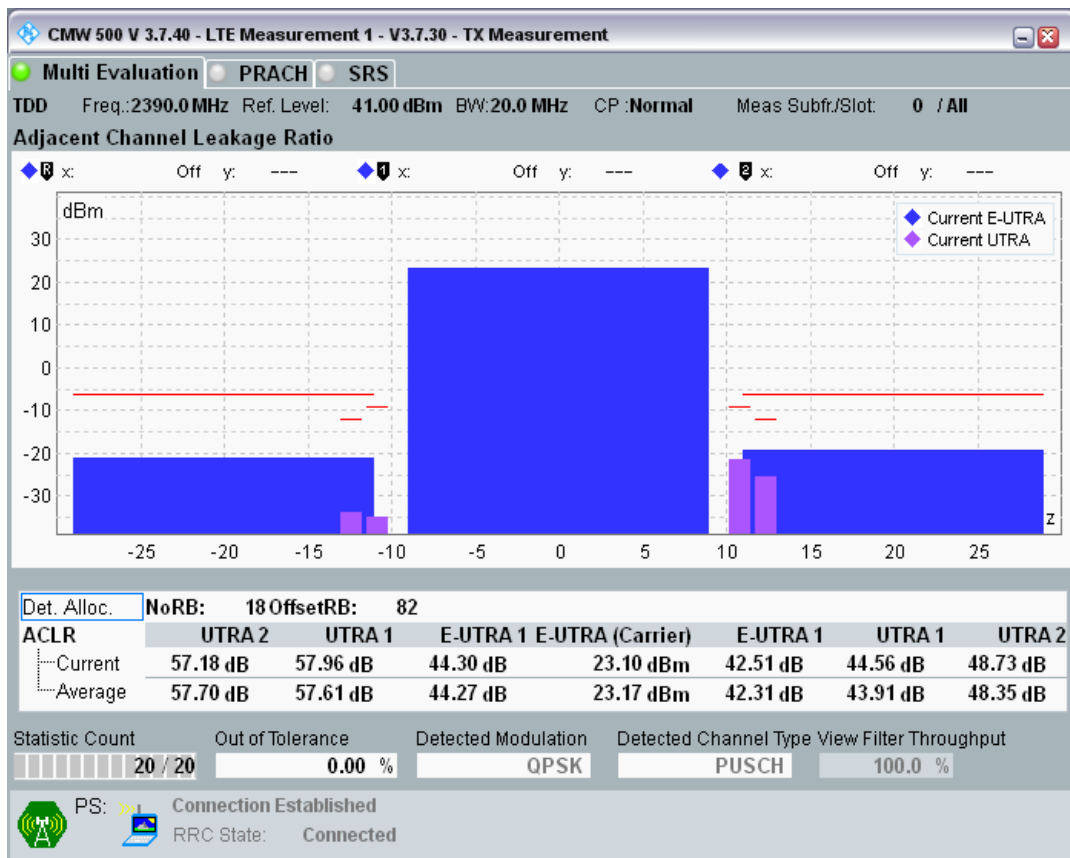 CMW 500 V 3.7.40 - LTE Measurement 1 - V3.7.30 - TX Measurement
Multi Evaluation PRACH SRS
TDD Freq.:2390.0 MHz Ref. Level: 41.00 dBm BW:20.0 MHz CP :Normal Meas Subfr./Slot: 0 / All
Adjacent Channel Leakage Ratio
R x: Off y: --- 1 x: Off y: --- 2 x: Off y: ---
dBm
Current E-UTRA
Current UTRA
30
20
10
0
-10
-20
-30
z
-25 -20 -15 -10 -5 0 5 10 15 20 25
Det. Alloc. NoRB: 18 OffsetRB: 82
ACLR UTRA 2 UTRA 1 E-UTRA 1 E-UTRA (Carrier) E-UTRA 1 UTRA 1 UTRA 2
Current 57.18 dB 57.96 dB 44.30 dB 23.10 dBm 42.51 dB 44.56 dB 48.73 dB
Average 57.70 dB 57.61 dB 44.27 dB 23.17 dBm 42.31 dB 43.91 dB 48.35 dB
Statistic Count Out of Tolerance Detected Modulation Detected Channel Type View Filter Throughput
20 / 20 0.00 % QPSK PUSCH 100.0 %
PS: Connection Established
RRC State: Connected